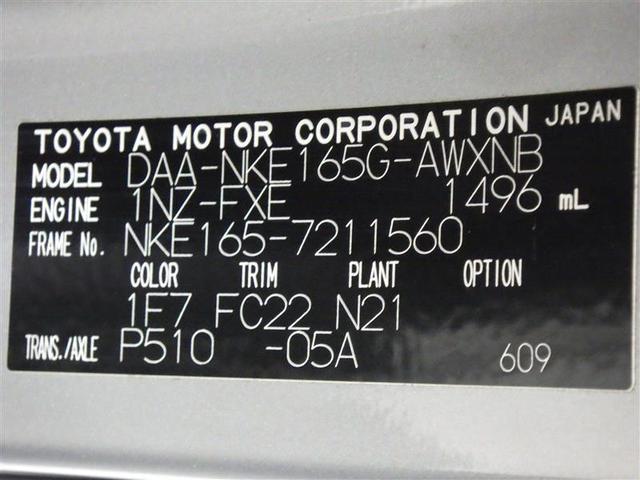 TOYOTA MOTOR CORPORATION JAPAN
MODEL DAA-NKE165G-AWXNB
ENGINE 1NZ-FXE 1496 mL
FRAME No. NKE165-7211560
COLOR TRIM PLANT OPTION
1F7 FC22 N21
TRANS./AXLE P510 -05A 609